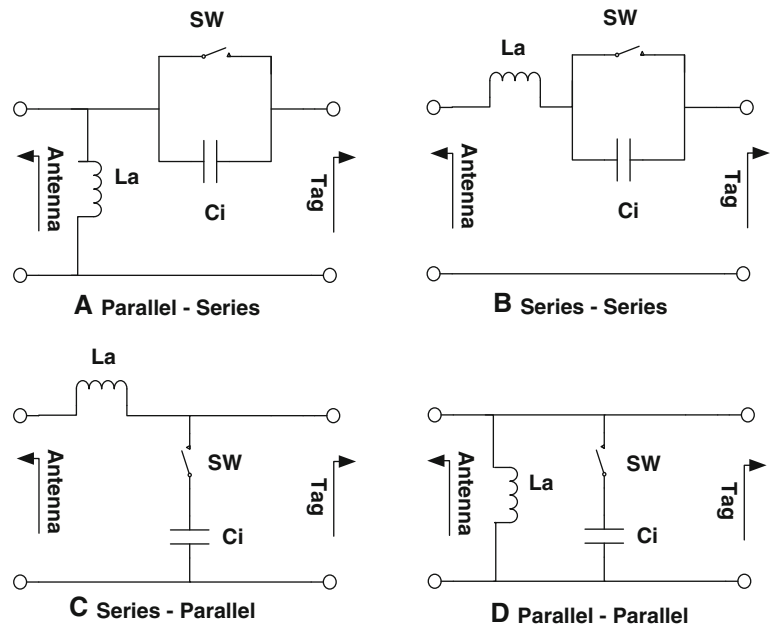 SW
Antenna
La
Ci
Tag
A Parallel - Series
SW
La
Antenna
Ci
Tag
B Series - Series
La
Antenna
SW
Ci
Tag
C Series - Parallel
Antenna
La
SW
Ci
Tag
D Parallel - Parallel